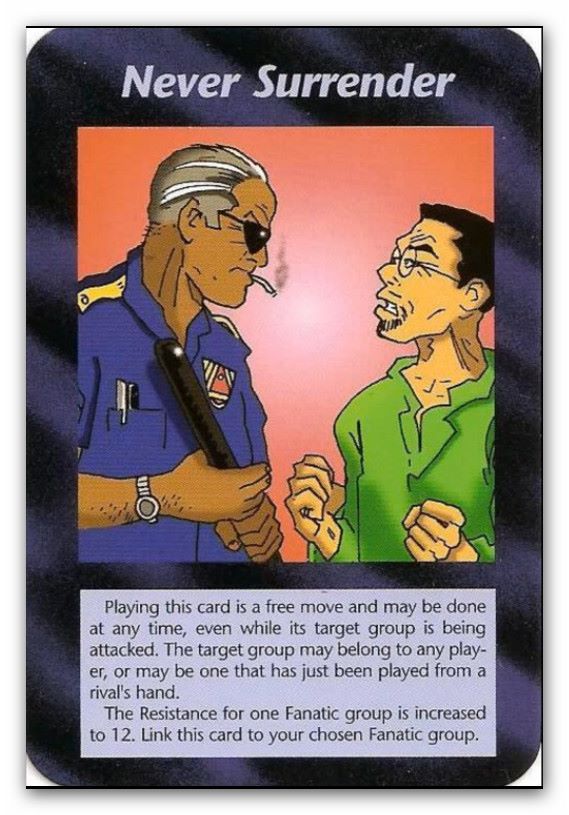 Never Surrender
Playing this card is a free move and may be done
at any time, even while its target group is being
attacked. The target group may belong to any play-
er, or may be one that has just been played from a
rival's hand.
The Resistance for one Fanatic group is increased
to 12. Link this card to your chosen Fanatic group.